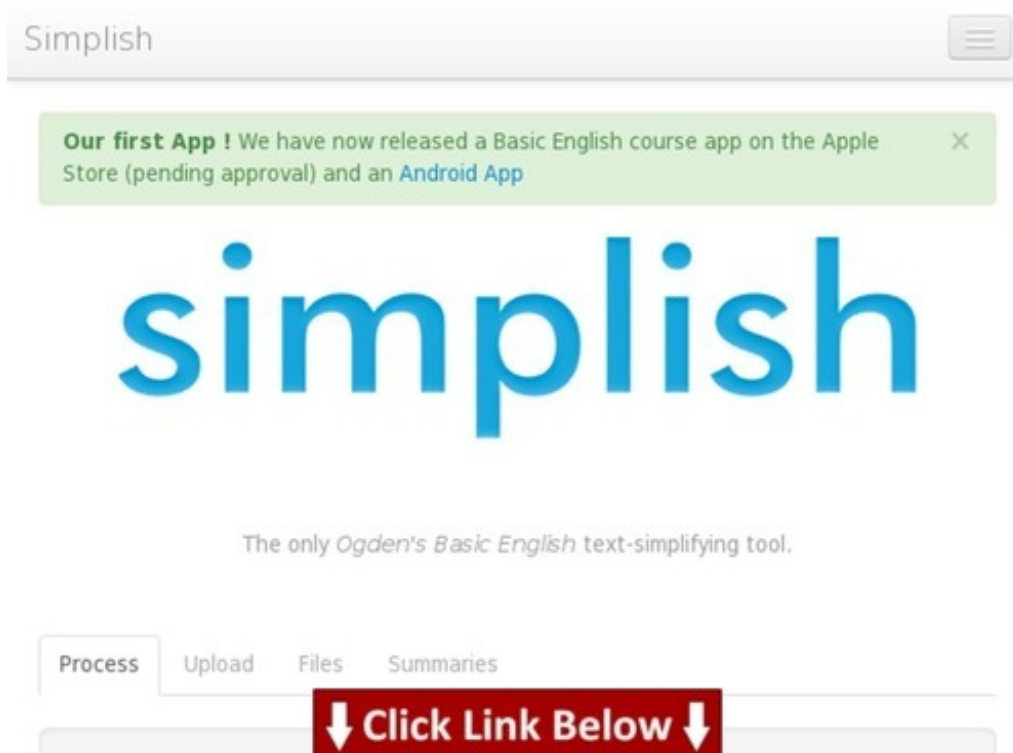 Simplish
Our first App ! We have now released a Basic English course app on the Apple
Store (pending approval) and an Android App
×
simplish
The only Ogden's Basic English text-simplifying tool.
Process Upload Files Summaries
Click Link Below